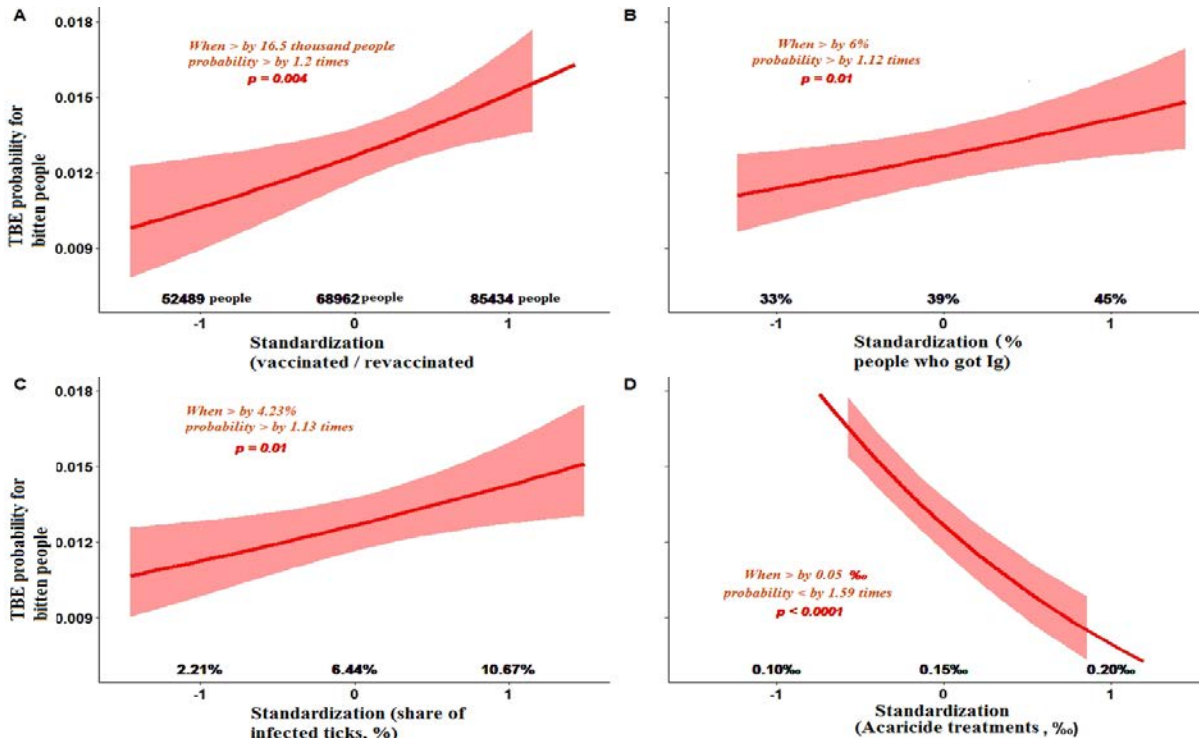 A
0.018
0.015
0.012
0.009
TBE probability for
bitten people
When > by 16.5 thousand people
probability > by 1.2 times
p = 0.004
52489 people 68962 people 85434 people
-1 0 1
Standardization
(vaccinated / revaccinated
B
When > by 6%
probability > by 1.12 times
p = 0.01
33% 39% 45%
-1 0 1
Standardization (%
people who got Ig)
C
0.018
0.015
0.012
0.009
TBE probability for
bitten people
When > by 4.23%
probability > by 1.13 times
p = 0.01
2.21% 6.44% 10.67%
-1 0 1
Standardization (share of
infected ticks, %)
D
When > by 0.05 ‰
probability < by 1.59 times
p < 0.0001
0.10‰ 0.15‰ 0.20‰
-1 0 1
Standardization
(Acaricide treatments , ‰)